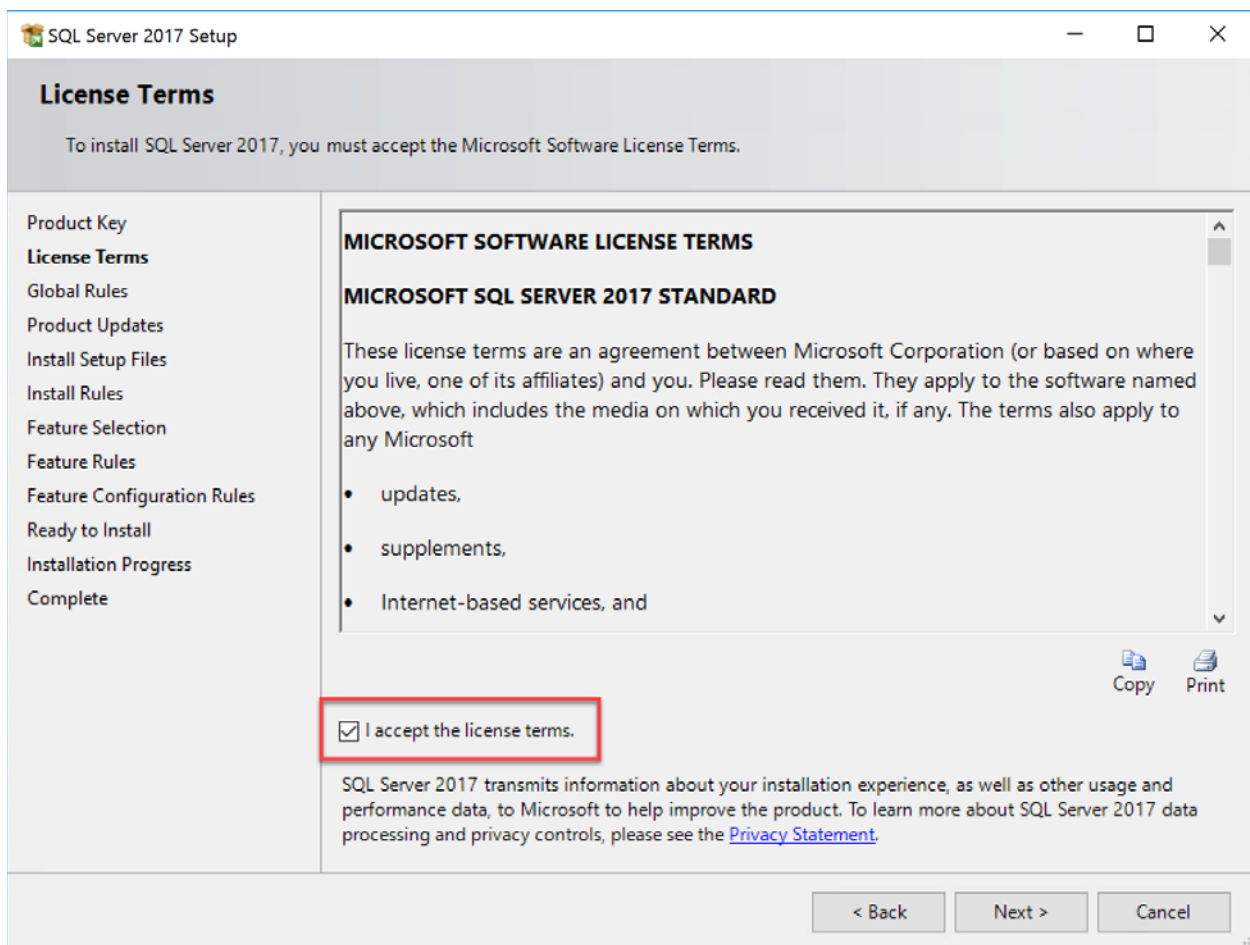 SQL Server 2017 Setup
License Terms
To install SQL Server 2017, you must accept the Microsoft Software License Terms.
Product Key
License Terms
Global Rules
Product Updates
Install Setup Files
Install Rules
Feature Selection
Feature Rules
Feature Configuration Rules
Ready to Install
Installation Progress
Complete
MICROSOFT SOFTWARE LICENSE TERMS
MICROSOFT SQL SERVER 2017 STANDARD
These license terms are an agreement between Microsoft Corporation (or based on where
you live, one of its affiliates) and you. Please read them. They apply to the software named
above, which includes the media on which you received it, if any. The terms also apply to
any Microsoft
• updates,
• supplements,
• Internet-based services, and
Copy Print
I accept the license terms.
SQL Server 2017 transmits information about your installation experience, as well as other usage and
performance data, to Microsoft to help improve the product. To learn more about SQL Server 2017 data
processing and privacy controls, please see the Privacy Statement.
< Back Next > Cancel